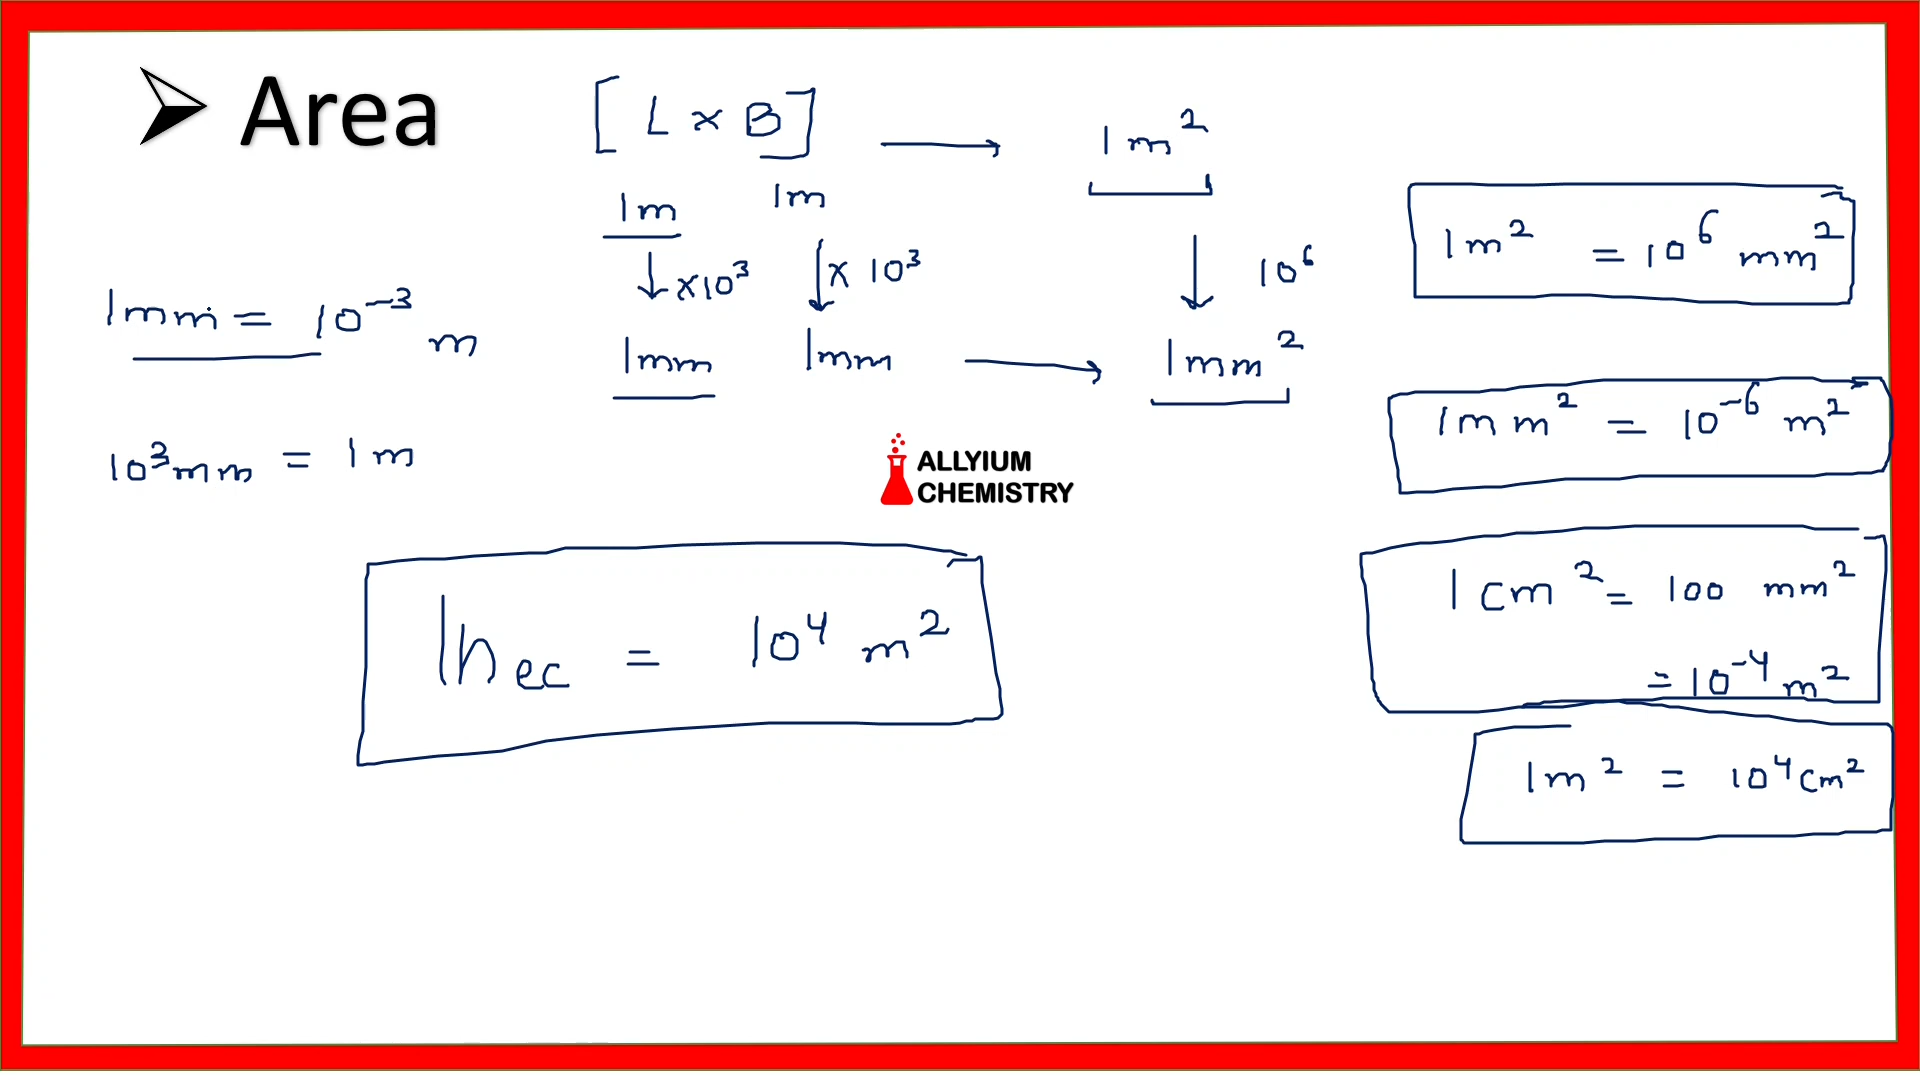 ➢ Area
[L × B] → 1m²
1m 1m
↓ ×10³ ↓ × 10³ ↓ 10⁶
1mm 1mm → 1mm²
1mm = 10⁻³ m
10³mm = 1m
1m² = 10⁶ mm²
1mm² = 10⁻⁶ m²
ALLYIUM
CHEMISTRY
1hec = 10⁴ m²
1cm² = 100 mm²
= 10⁻⁴ m²
1m² = 10⁴cm²